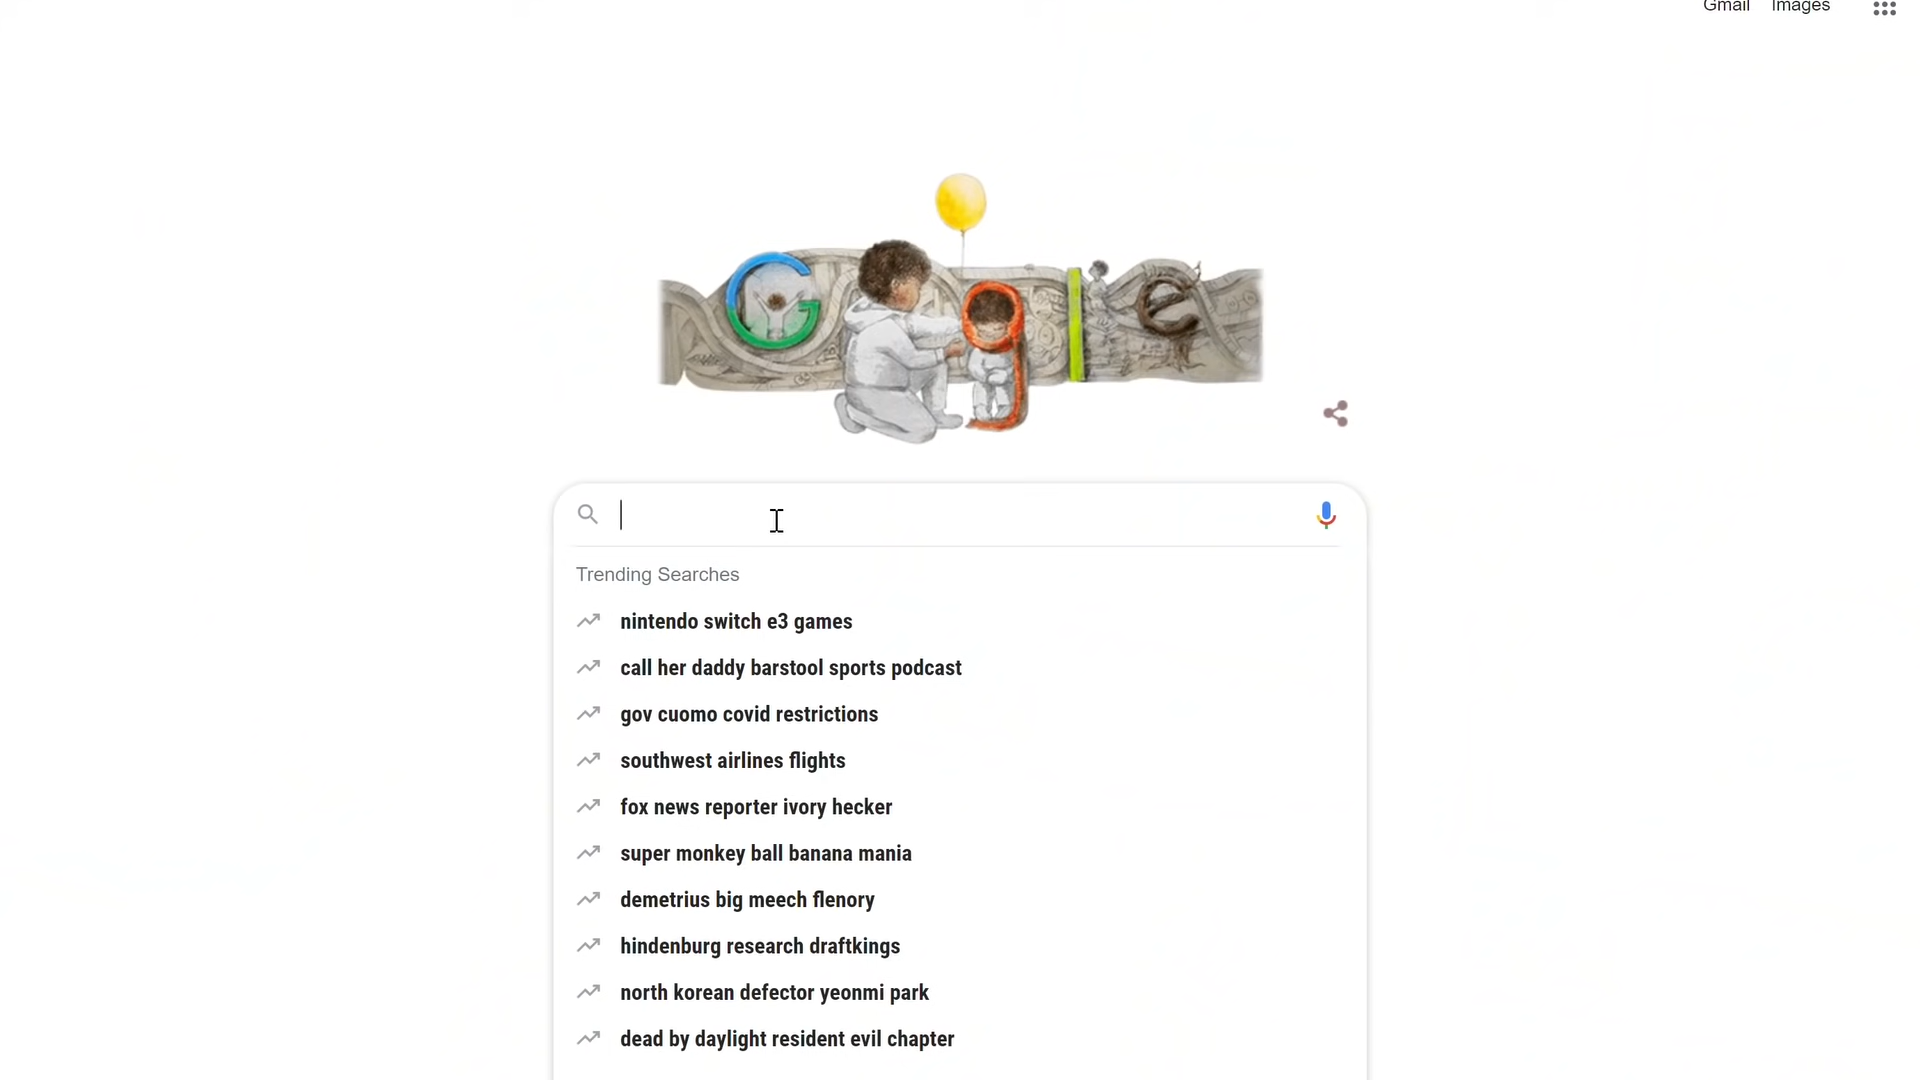 Gmail Images
Trending Searches
nintendo switch e3 games
call her daddy barstool sports podcast
gov cuomo covid restrictions
southwest airlines flights
fox news reporter ivory hecker
super monkey ball banana mania
demetrius big meech flenory
hindenburg research draftkings
north korean defector yeonmi park
dead by daylight resident evil chapter